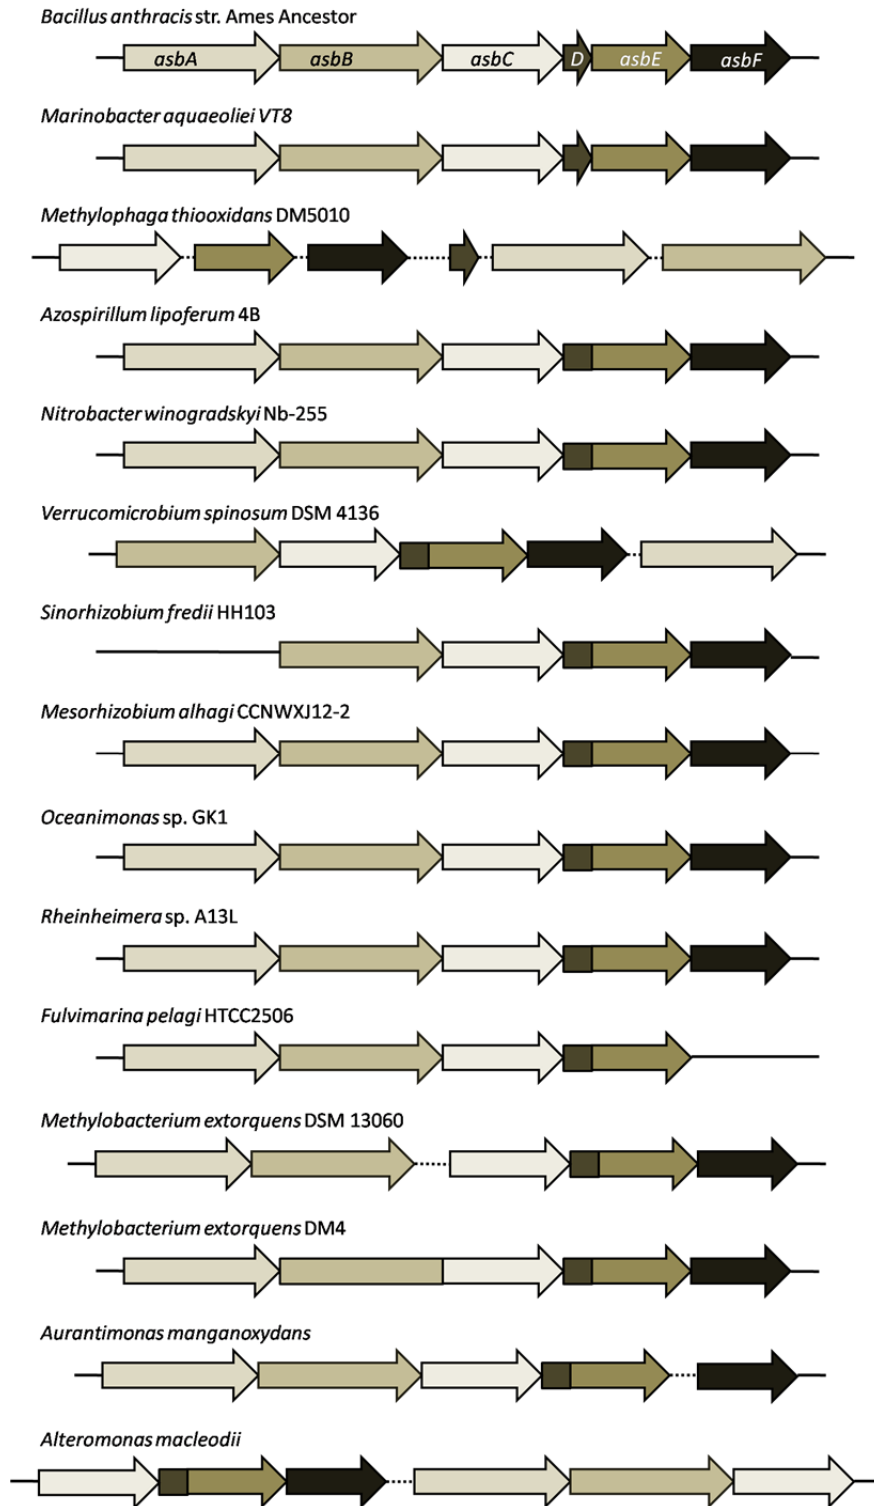 Bacillus anthracis str. Ames Ancestor
asbA asbB asbC D asbE asbF
Marinobacter aquaeoliei VT8
Methylophaga thiooxidans DM5010
Azospirillum lipoferum 4B
Nitrobacter winogradskyi Nb-255
Verrucomicrobium spinosum DSM 4136
Sinorhizobium fredii HH103
Mesorhizobium alhagi CCNWXJ12-2
Oceanimonas sp. GK1
Rheinheimera sp. A13L
Fulvimarina pelagi HTCC2506
Methylobacterium extorquens DSM 13060
Methylobacterium extorquens DM4
Aurantimonas manganoxydans
Alteromonas macleodii